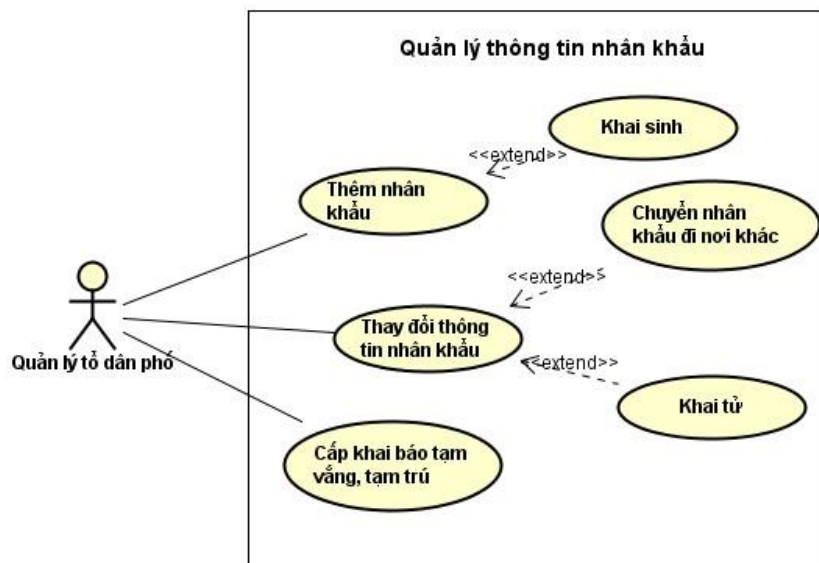 Quản lý thông tin nhân khẩu
Khai sinh
<<extend>>
Thêm nhân
khẩu
Chuyển nhân
khẩu đi nơi khác
<<extend>>
Thay đổi thông
tin nhân khẩu
<<extend>>
Quản lý tổ dân phố
Khai tử
Cấp khai báo tạm
vắng, tạm trú